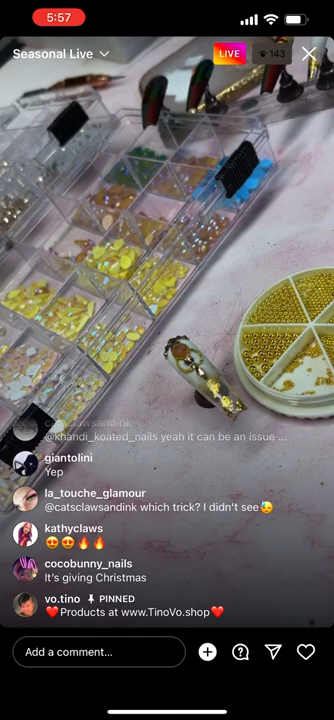 5:57
Seasonal Live
LIVE
143
catsclawsandink
@khandi_koated_nails yeah it can be an issue ...
giantolini
Yep
la_touche_glamour
@catsclawsandink which trick? I didn't see😓
kathyclaws
😍😍🔥🔥
cocobunny_nails
It's giving Christmas
vo.tino PINNED
❤️Products at www.TinoVo.shop❤️
Add a comment...